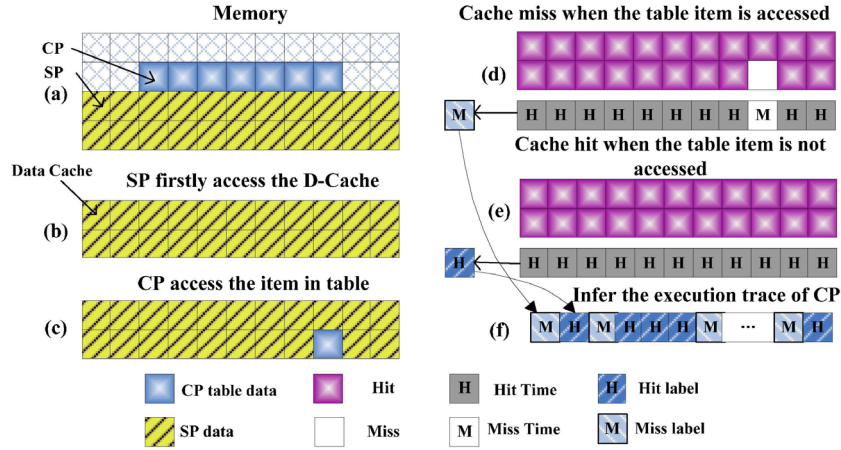 Memory
CP
SP
(a)
Data Cache
SP firstly access the D-Cache
(b)
CP access the item in table
(c)
Cache miss when the table item is accessed
(d)
M H H H H H H H H M H H
Cache hit when the table item is not
accessed
(e)
H H H H H H H H H H H H
Infer the execution trace of CP
(f)
M H M H H H M ... M H
CP table data
Hit
H Hit Time
H Hit label
SP data
Miss
M Miss Time
M Miss label